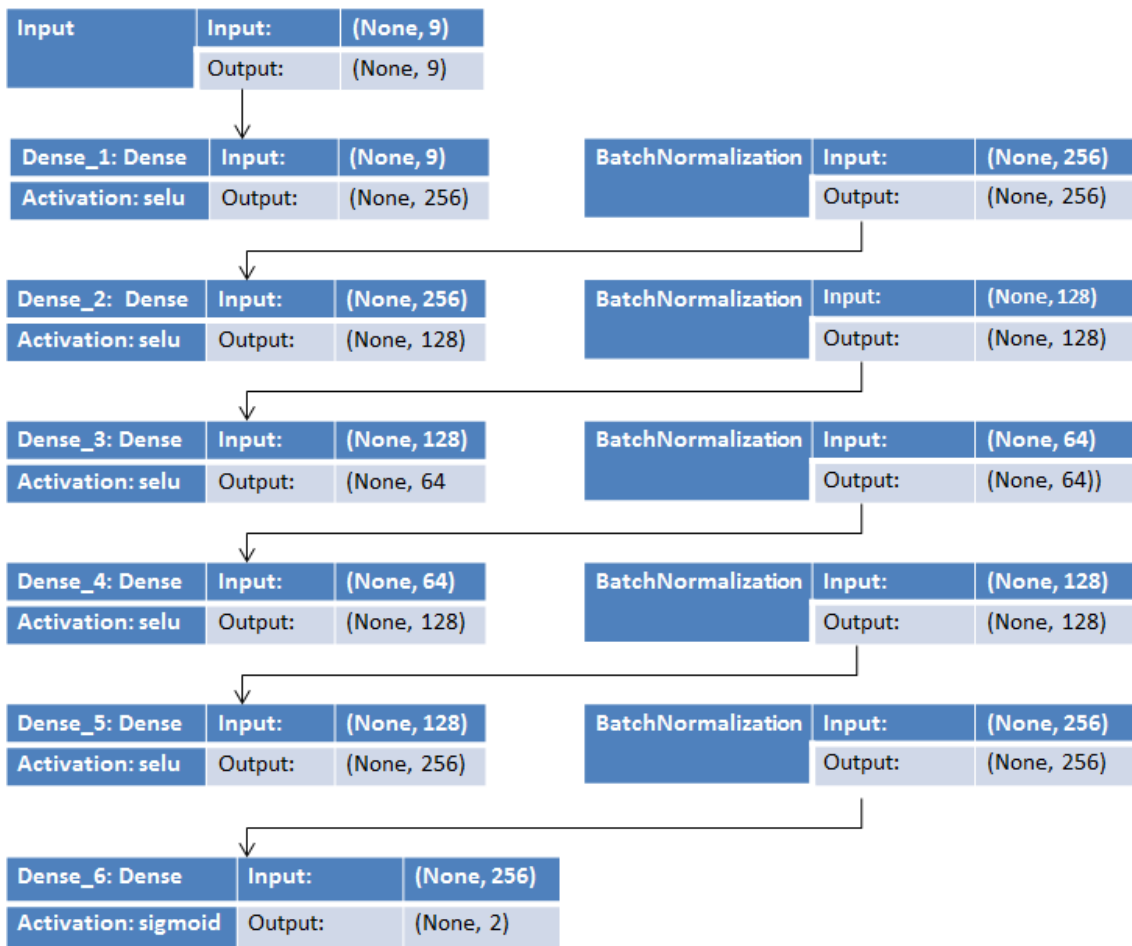 Input Input: (None, 9)
Output: (None, 9)
Dense_1: Dense Input: (None, 9)
Activation: selu Output: (None, 256)
BatchNormalization Input: (None, 256)
Output: (None, 256)
Dense_2: Dense Input: (None, 256)
Activation: selu Output: (None, 128)
BatchNormalization Input: (None, 128)
Output: (None, 128)
Dense_3: Dense Input: (None, 128)
Activation: selu Output: (None, 64
BatchNormalization Input: (None, 64)
Output: (None, 64))
Dense_4: Dense Input: (None, 64)
Activation: selu Output: (None, 128)
BatchNormalization Input: (None, 128)
Output: (None, 128)
Dense_5: Dense Input: (None, 128)
Activation: selu Output: (None, 256)
BatchNormalization Input: (None, 256)
Output: (None, 256)
Dense_6: Dense Input: (None, 256)
Activation: sigmoid Output: (None, 2)